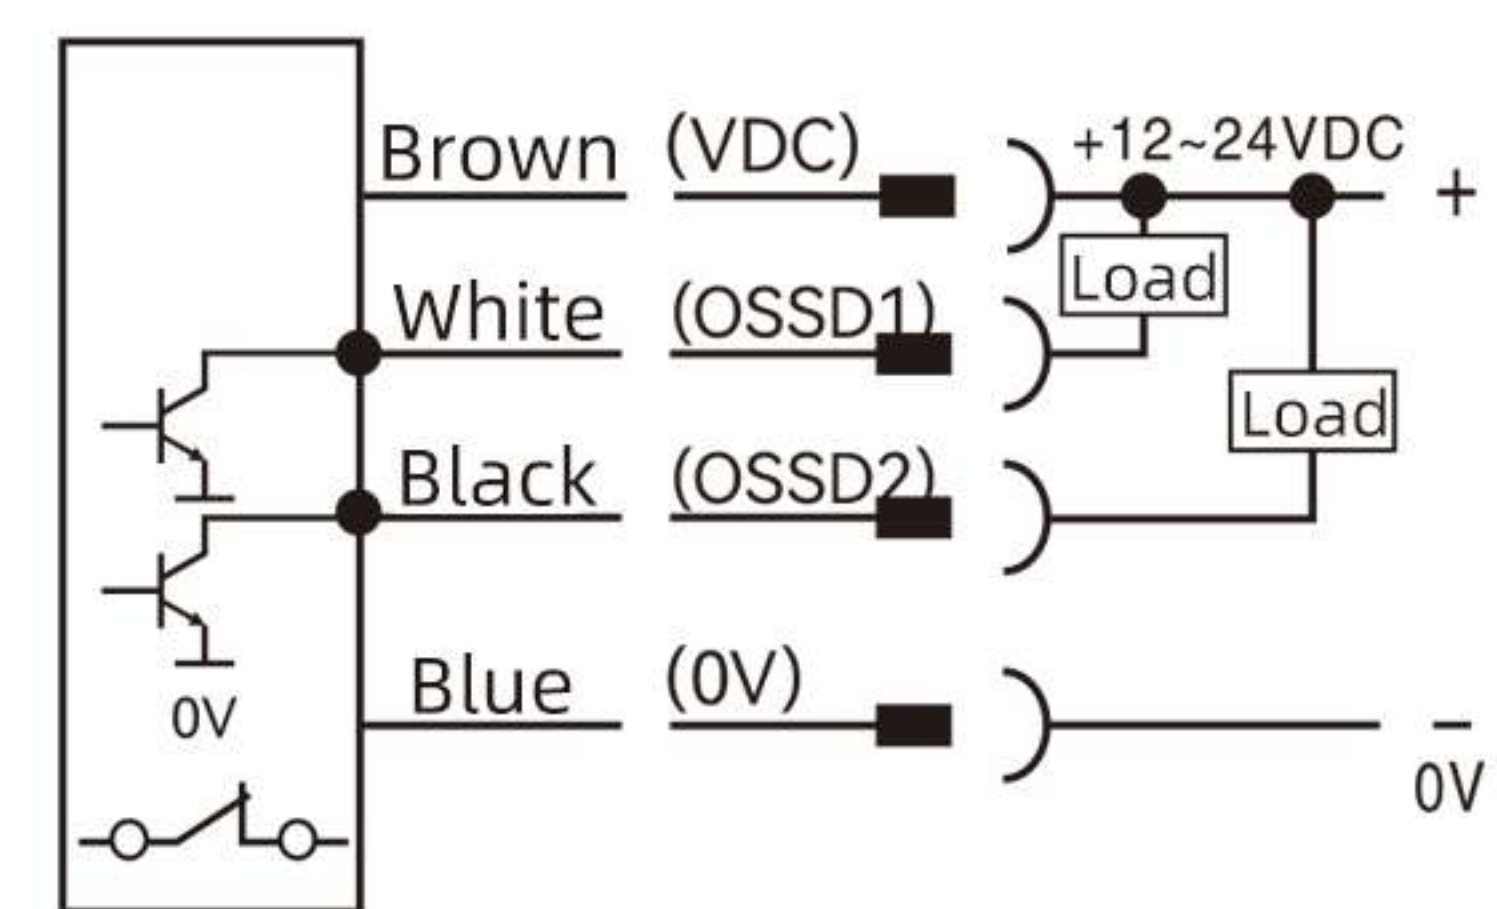 Brown (VDC) +12~24VDC +
Load
White (OSSD1)
Load
Black (OSSD2)
Blue (0V) −
0V
0V